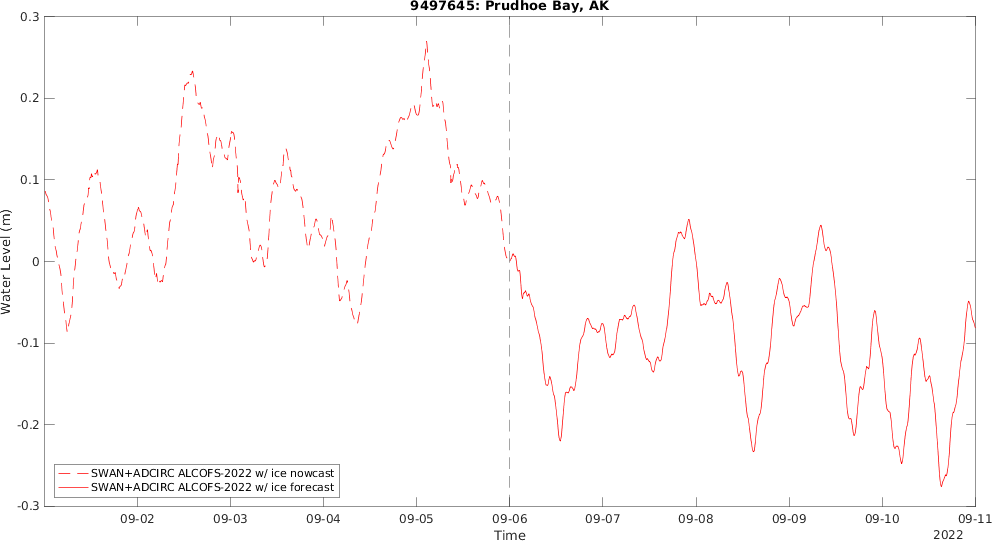 9497645: Prudhoe Bay, AK
0.3
0.2
0.1
0
-0.1
-0.2
-0.3
Water Level (m)
SWAN+ADCIRC ALCOFS-2022 w/ ice nowcast
SWAN+ADCIRC ALCOFS-2022 w/ ice forecast
09-02 09-03 09-04 09-05 09-06 09-07 09-08 09-09 09-10 09-11
Time
2022